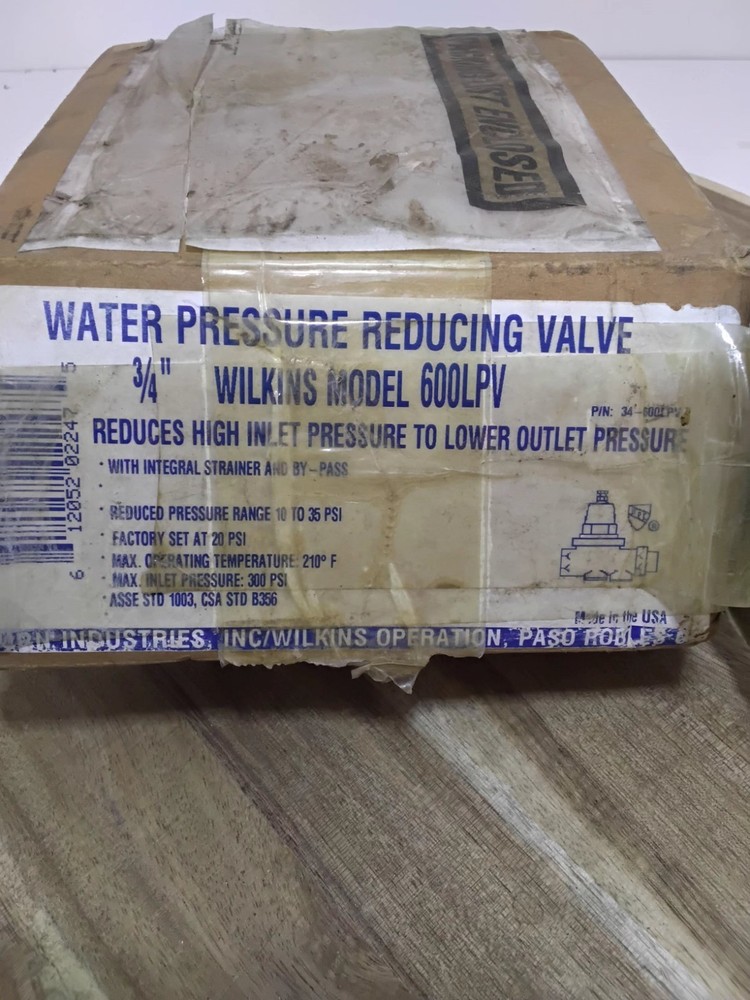 ENCLOSED
WATER PRESSURE REDUCING VALVE
3/4" WILKINS MODEL 600LPV
P/N: 34-600LPV
REDUCES HIGH INLET PRESSURE TO LOWER OUTLET PRESSURE
· WITH INTEGRAL STRAINER AND BY-PASS
·
· REDUCED PRESSURE RANGE 10 TO 35 PSI
· FACTORY SET AT 20 PSI
· MAX. OPERATING TEMPERATURE: 210° F
· MAX. INLET PRESSURE: 300 PSI
· ASSE STD 1003, CSA STD B356
6 12052 02247 5
®
Made in the USA
INDUSTRIES, INC/WILKINS OPERATION, PASO ROBLES